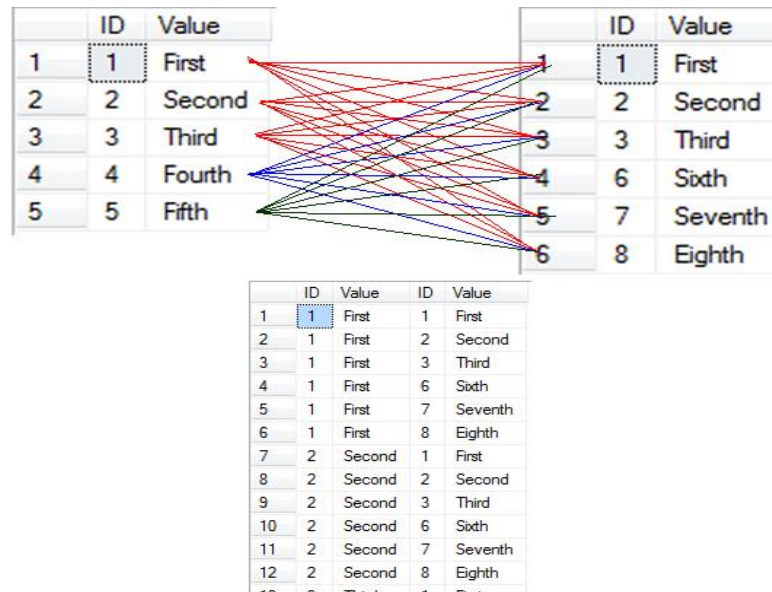 ID Value
1 1 First
2 2 Second
3 3 Third
4 4 Fourth
5 5 Fifth
ID Value
1 1 First
2 2 Second
3 3 Third
4 6 Sixth
5 7 Seventh
6 8 Eighth
ID Value ID Value
1 1 First 1 First
2 1 First 2 Second
3 1 First 3 Third
4 1 First 6 Sixth
5 1 First 7 Seventh
6 1 First 8 Eighth
7 2 Second 1 First
8 2 Second 2 Second
9 2 Second 3 Third
10 2 Second 6 Sixth
11 2 Second 7 Seventh
12 2 Second 8 Eighth